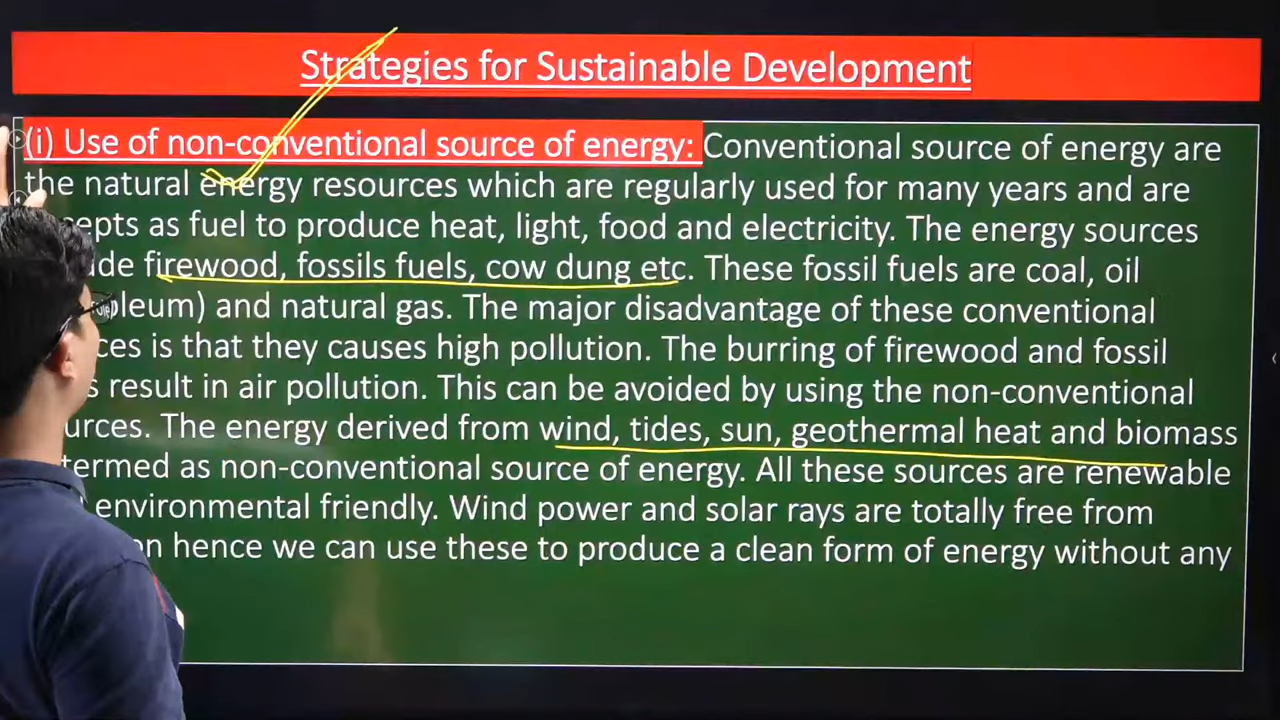 Strategies for Sustainable Development
(i) Use of non-conventional source of energy: Conventional source of energy are
the natural energy resources which are regularly used for many years and are
as fuel to produce heat, light, food and electricity. The energy sources
firewood, fossils fuels, cow dung etc. These fossil fuels are coal, oil
and natural gas. The major disadvantage of these conventional
is that they causes high pollution. The burring of firewood and fossil
result in air pollution. This can be avoided by using the non-conventional
The energy derived from wind, tides, sun, geothermal heat and biomass
termed as non-conventional source of energy. All these sources are renewable
environmental friendly. Wind power and solar rays are totally free from
hence we can use these to produce a clean form of energy without any